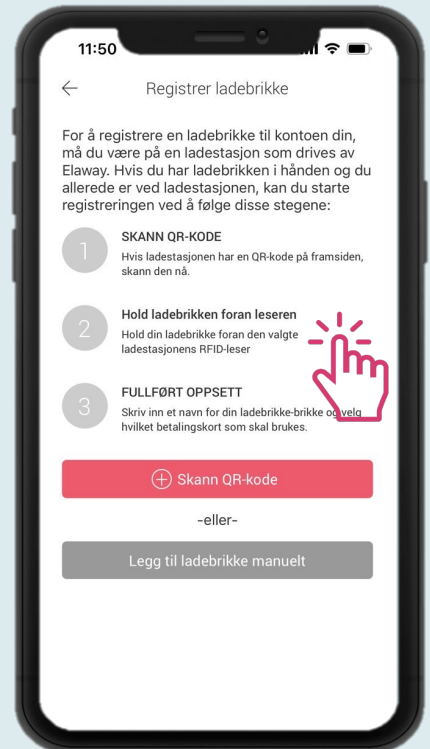 11:50
Registrer ladebrikke
For å registrere en ladebrikke til kontoen din,
må du være på en ladestasjon som drives av
Elaway. Hvis du har ladebrikken i hånden og du
allerede er ved ladestasjonen, kan du starte
registreringen ved å følge disse stegene:
1
SKANN QR-KODE
Hvis ladestasjonen har en QR-kode på framsiden,
skann den nå.
2
Hold ladebrikken foran leseren
Hold din ladebrikke foran den valgte
ladestasjonens RFID-leser
3
FULLFØRT OPPSETT
Skriv inn et navn for din ladebrikke-brikke og velg
hvilket betalingskort som skal brukes.
Skann QR-kode
-eller-
Legg til ladebrikke manuelt